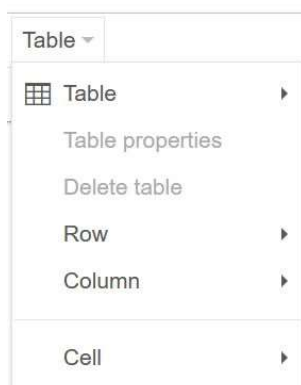 Table
Table
Table properties
Delete table
Row
Column
Cell